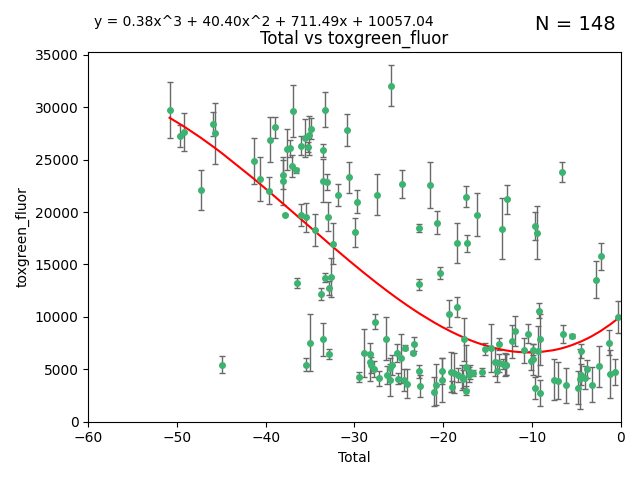 y = 0.38x^3 + 40.40x^2 + 711.49x + 10057.04
N = 148
Total vs toxgreen_fluor
35000
30000
25000
20000
15000
10000
5000
0
toxgreen_fluor
−60 −50 −40 −30 −20 −10 0
Total